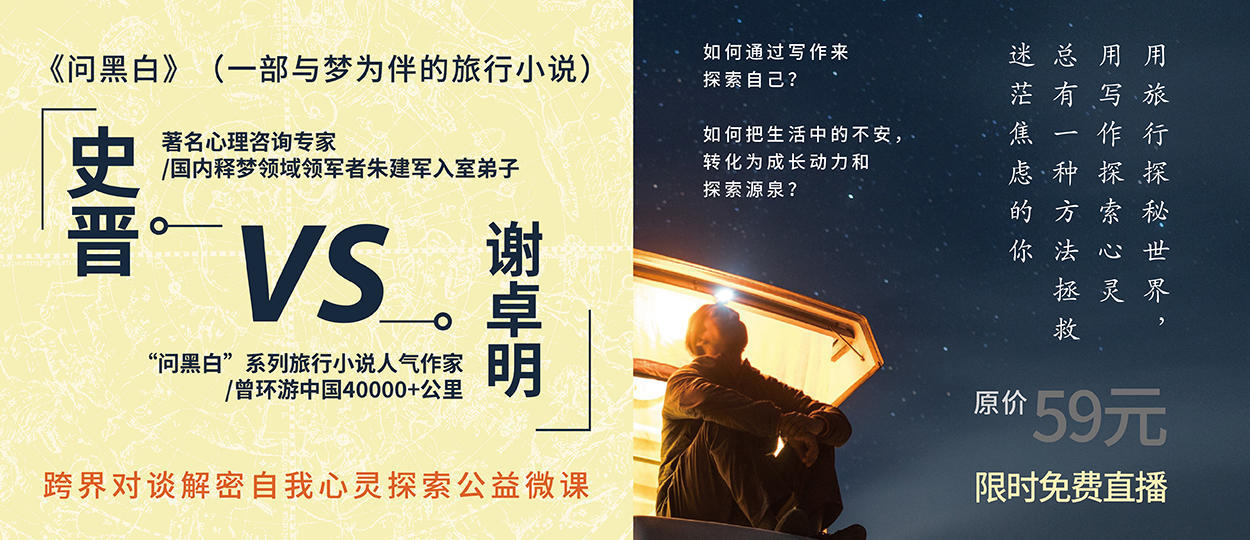 《问黑白》（一部与梦为伴的旅行小说）
史晋
著名心理咨询专家
/国内释梦领域领军者朱建军入室弟子
VS
谢卓明
“问黑白”系列旅行小说人气作家
/曾环游中国40000+公里
跨界对谈解密自我心灵探索公益微课
如何通过写作来
探索自己？
如何把生活中的不安，
转化为成长动力和
探索源泉？
用旅行探秘世界，
用写作探索心灵
总有一种方法拯救
迷茫焦虑的你
原价 59元
限时免费直播